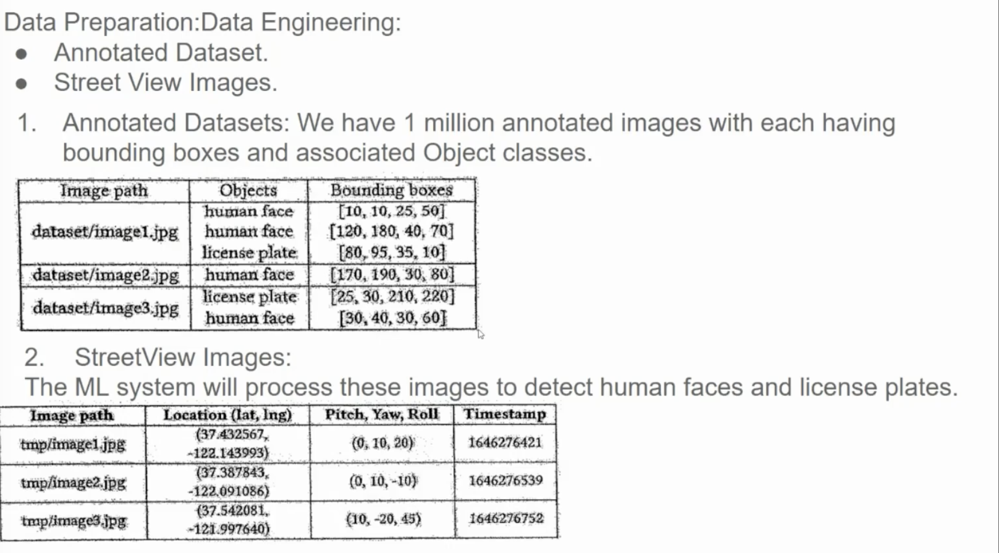 Data Preparation:Data Engineering:
● Annotated Dataset.
● Street View Images.
1. Annotated Datasets: We have 1 million annotated images with each having
bounding boxes and associated Object classes.
Image path Objects Bounding boxes
dataset/image1.jpg human face [10, 10, 25, 50]
human face [120, 180, 40, 70]
license plate [80, 95, 35, 10]
dataset/image2.jpg human face [170, 190, 30, 80]
dataset/image3.jpg license plate [25, 30, 210, 220]
human face [30, 40, 30, 60]
2. StreetView Images:
The ML system will process these images to detect human faces and license plates.
Image path Location (lat, lng) Pitch, Yaw, Roll Timestamp
tmp/image1.jpg (37.432567, -122.143993) (0, 10, 20) 1646276421
tmp/image2.jpg (37.387843, -122.091086) (0, 10, -10) 1646276539
tmp/image3.jpg (37.542081, -121.997640) (10, -20, 45) 1646276752